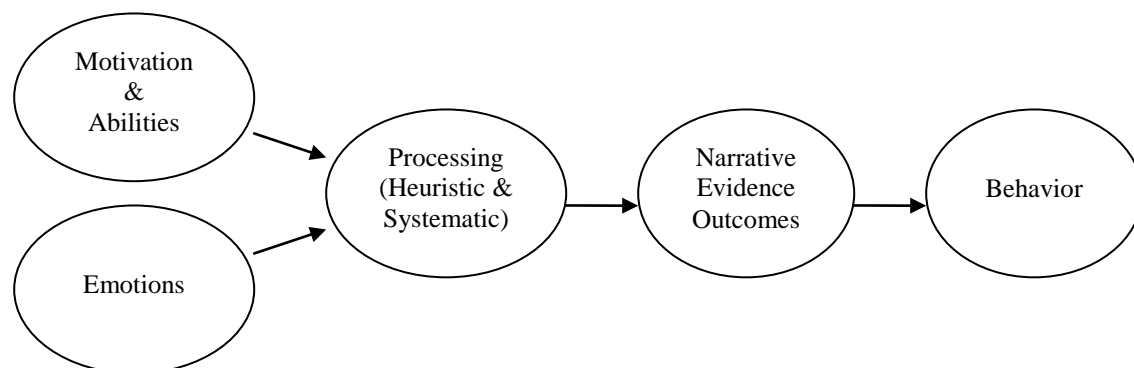 Motivation
&
Abilities
Processing
(Heuristic &
Systematic)
Narrative
Evidence
Outcomes
Behavior
Emotions